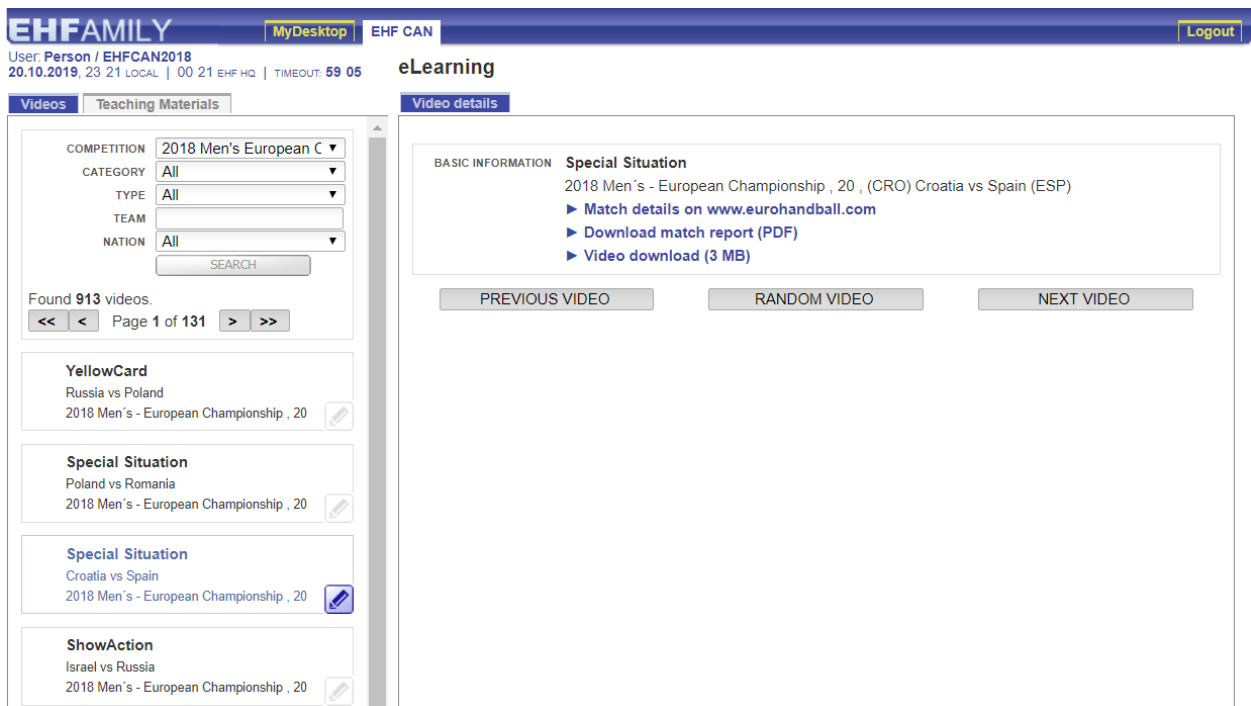 EHFAMILY
MyDesktop
EHF CAN
Logout
User: Person / EHFCAN2018
20.10.2019, 23 21 LOCAL | 00 21 EHF HQ | TIMEOUT: 59 05
eLearning
Videos
Teaching Materials
COMPETITION 2018 Men's European C
CATEGORY All
TYPE All
TEAM
NATION All
SEARCH
Found 913 videos.
<< < Page 1 of 131 > >>
YellowCard
Russia vs Poland
2018 Men´s - European Championship , 20
Special Situation
Poland vs Romania
2018 Men´s - European Championship , 20
Special Situation
Croatia vs Spain
2018 Men´s - European Championship , 20
ShowAction
Israel vs Russia
2018 Men´s - European Championship , 20
Video details
BASIC INFORMATION Special Situation
2018 Men´s - European Championship , 20 , (CRO) Croatia vs Spain (ESP)
► Match details on www.eurohandball.com
► Download match report (PDF)
► Video download (3 MB)
PREVIOUS VIDEO
RANDOM VIDEO
NEXT VIDEO